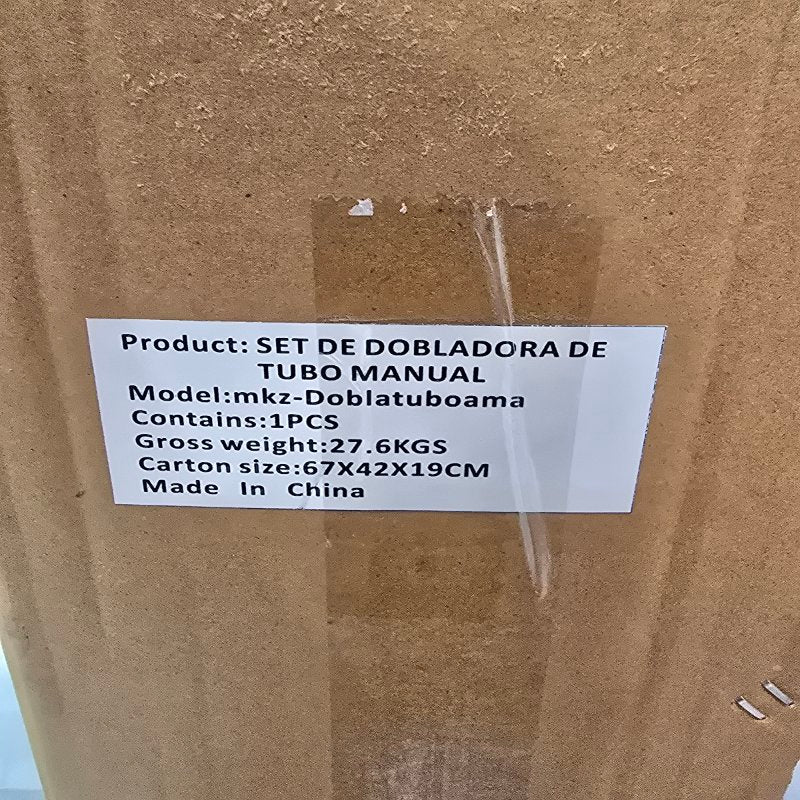 Product: SET DE DOBLADORA DE
TUBO MANUAL
Model:mkz-Doblatuboama
Contains:1PCS
Gross weight:27.6KGS
Carton size:67X42X19CM
Made In China